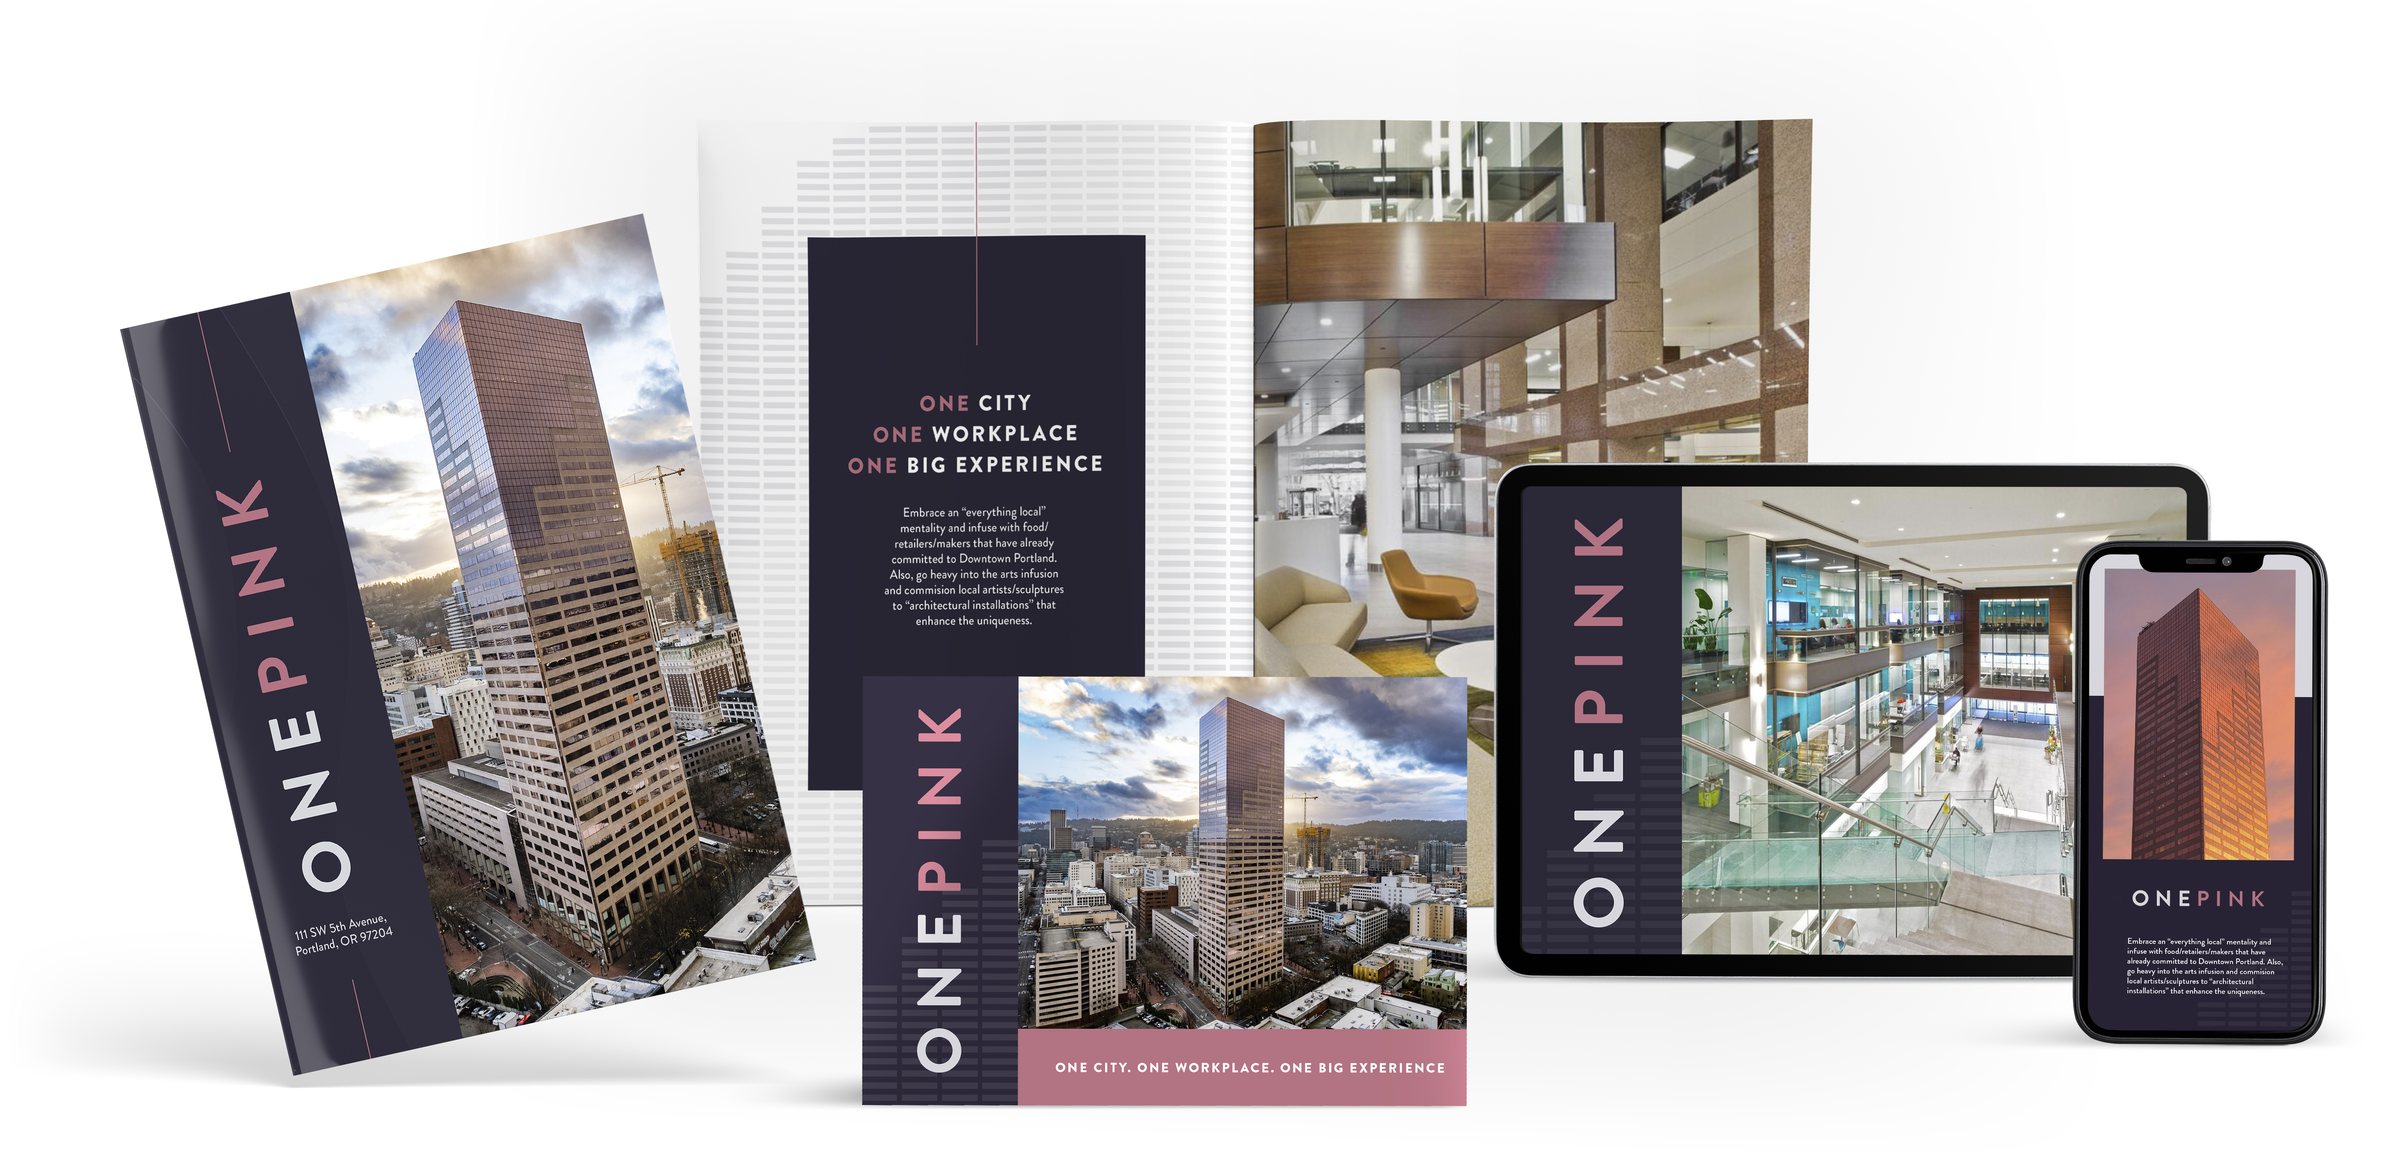 ONEPINK
111 SW 5th Avenue,
Portland, OR 97204
ONE CITY
ONE WORKPLACE
ONE BIG EXPERIENCE
Embrace an “everything local”
mentality and infuse with food/
retailers/makers that have already
committed to Downtown Portland.
Also, go heavy into the arts infusion
and commision local artists/sculptures
to “architectural installations” that
enhance the uniqueness.
ONEPINK
ONE CITY. ONE WORKPLACE. ONE BIG EXPERIENCE
ONEPINK
ONEPINK
Embrace an “everything local” mentality and
infuse with food/retailers/makers that have
already committed to Downtown Portland. Also,
go heavy into the arts infusion and commision
local artists/sculptures to “architectural
installations” that enhance the uniqueness.